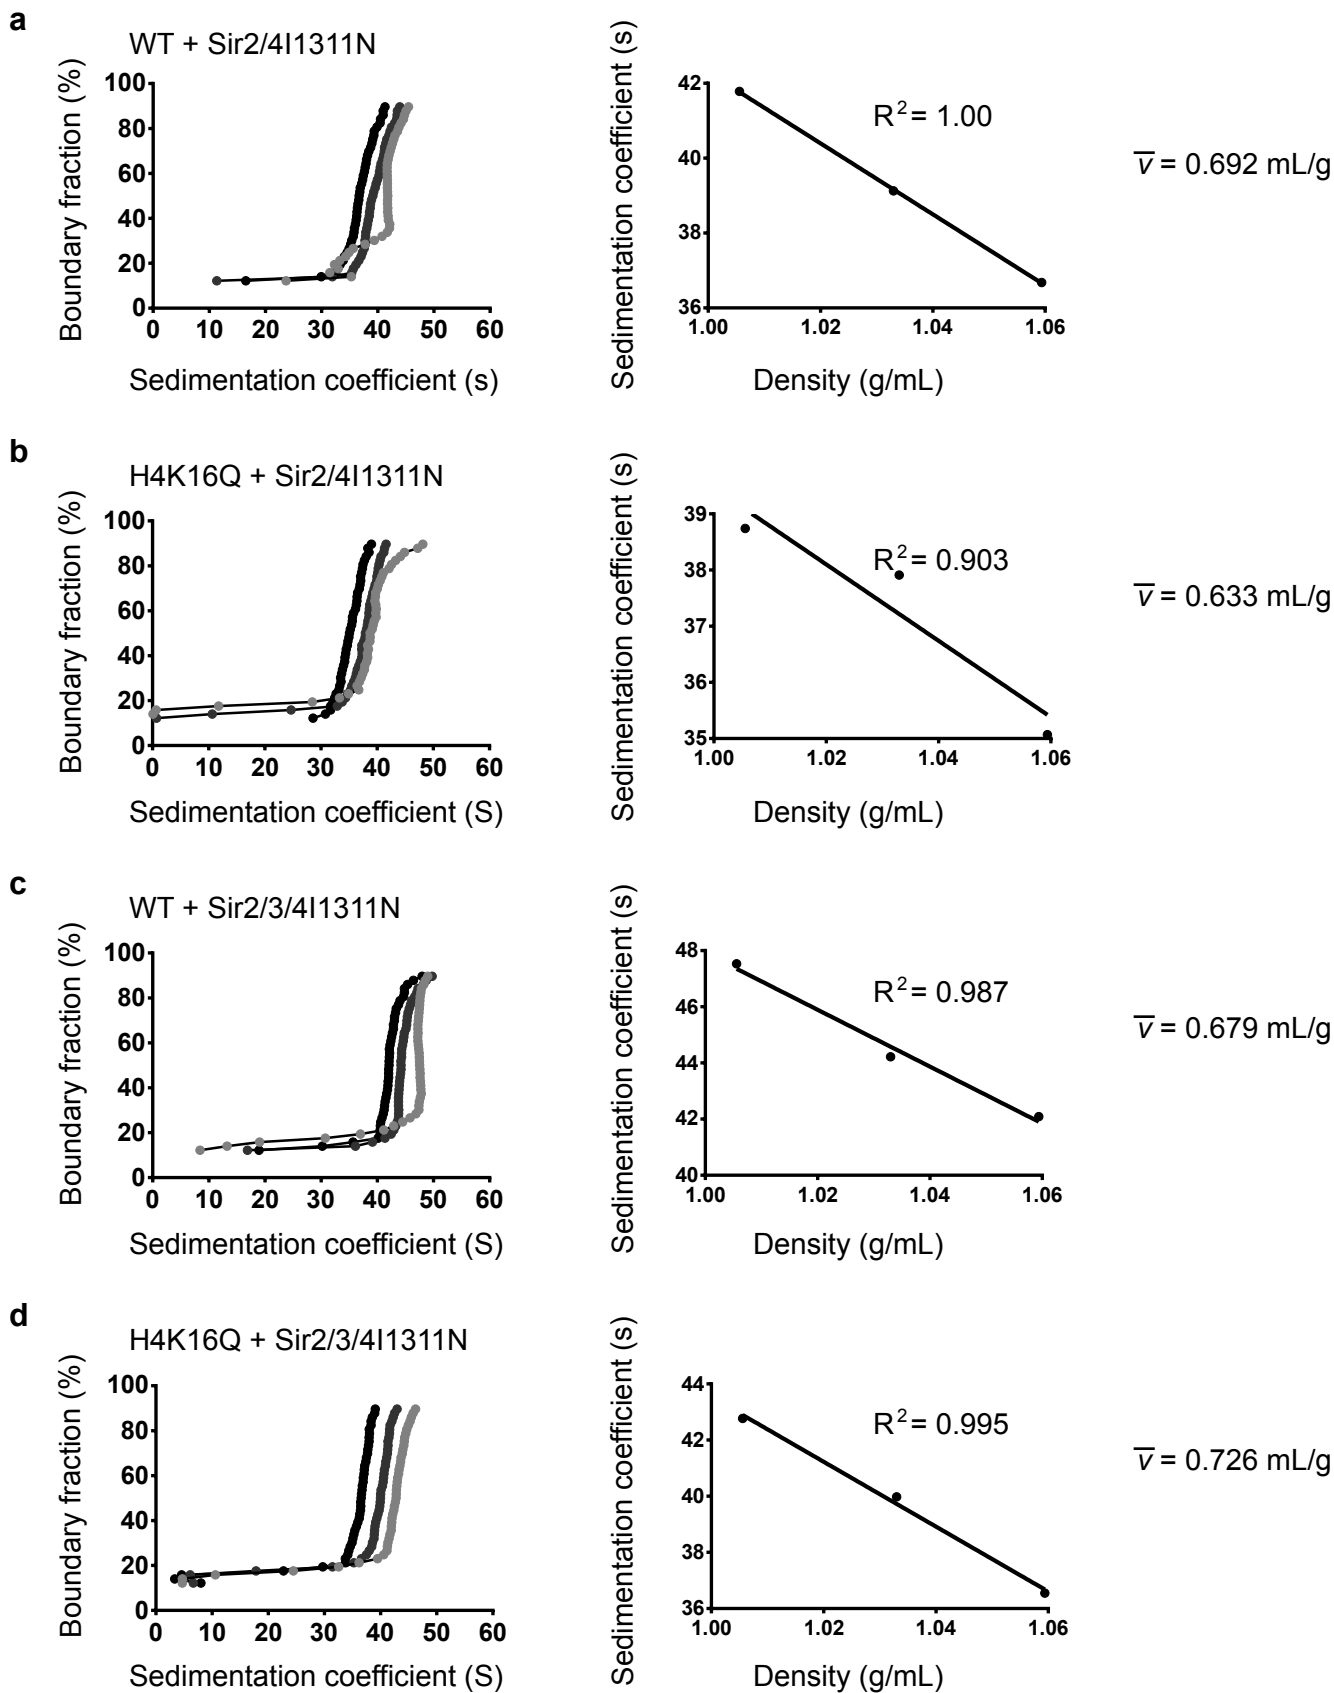 a
WT + Sir2/4I1311N
Boundary fraction (%)
100
80
60
40
20
0
0 10 20 30 40 50 60
Sedimentation coefficient (s)
Sedimentation coefficient (s)
42
40
38
36
1.00 1.02 1.04 1.06
Density (g/mL)
R² = 1.00
v̅ = 0.692 mL/g
b
H4K16Q + Sir2/4I1311N
Boundary fraction (%)
100
80
60
40
20
0
0 10 20 30 40 50 60
Sedimentation coefficient (S)
Sedimentation coefficient (s)
39
38
37
36
35
1.00 1.02 1.04 1.06
Density (g/mL)
R² = 0.903
v̅ = 0.633 mL/g
c
WT + Sir2/3/4I1311N
Boundary fraction (%)
100
80
60
40
20
0
0 10 20 30 40 50 60
Sedimentation coefficient (S)
Sedimentation coefficient (s)
48
46
44
42
40
1.00 1.02 1.04 1.06
Density (g/mL)
R² = 0.987
v̅ = 0.679 mL/g
d
H4K16Q + Sir2/3/4I1311N
Boundary fraction (%)
100
80
60
40
20
0
0 10 20 30 40 50 60
Sedimentation coefficient (S)
Sedimentation coefficient (s)
44
42
40
38
36
1.00 1.02 1.04 1.06
Density (g/mL)
R² = 0.995
v̅ = 0.726 mL/g